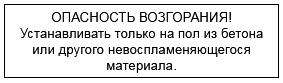 ОПАСНОСТЬ ВОЗГОРАНИЯ!
Устанавливать только на пол из бетона
или другого невоспламеняющегося
материала.